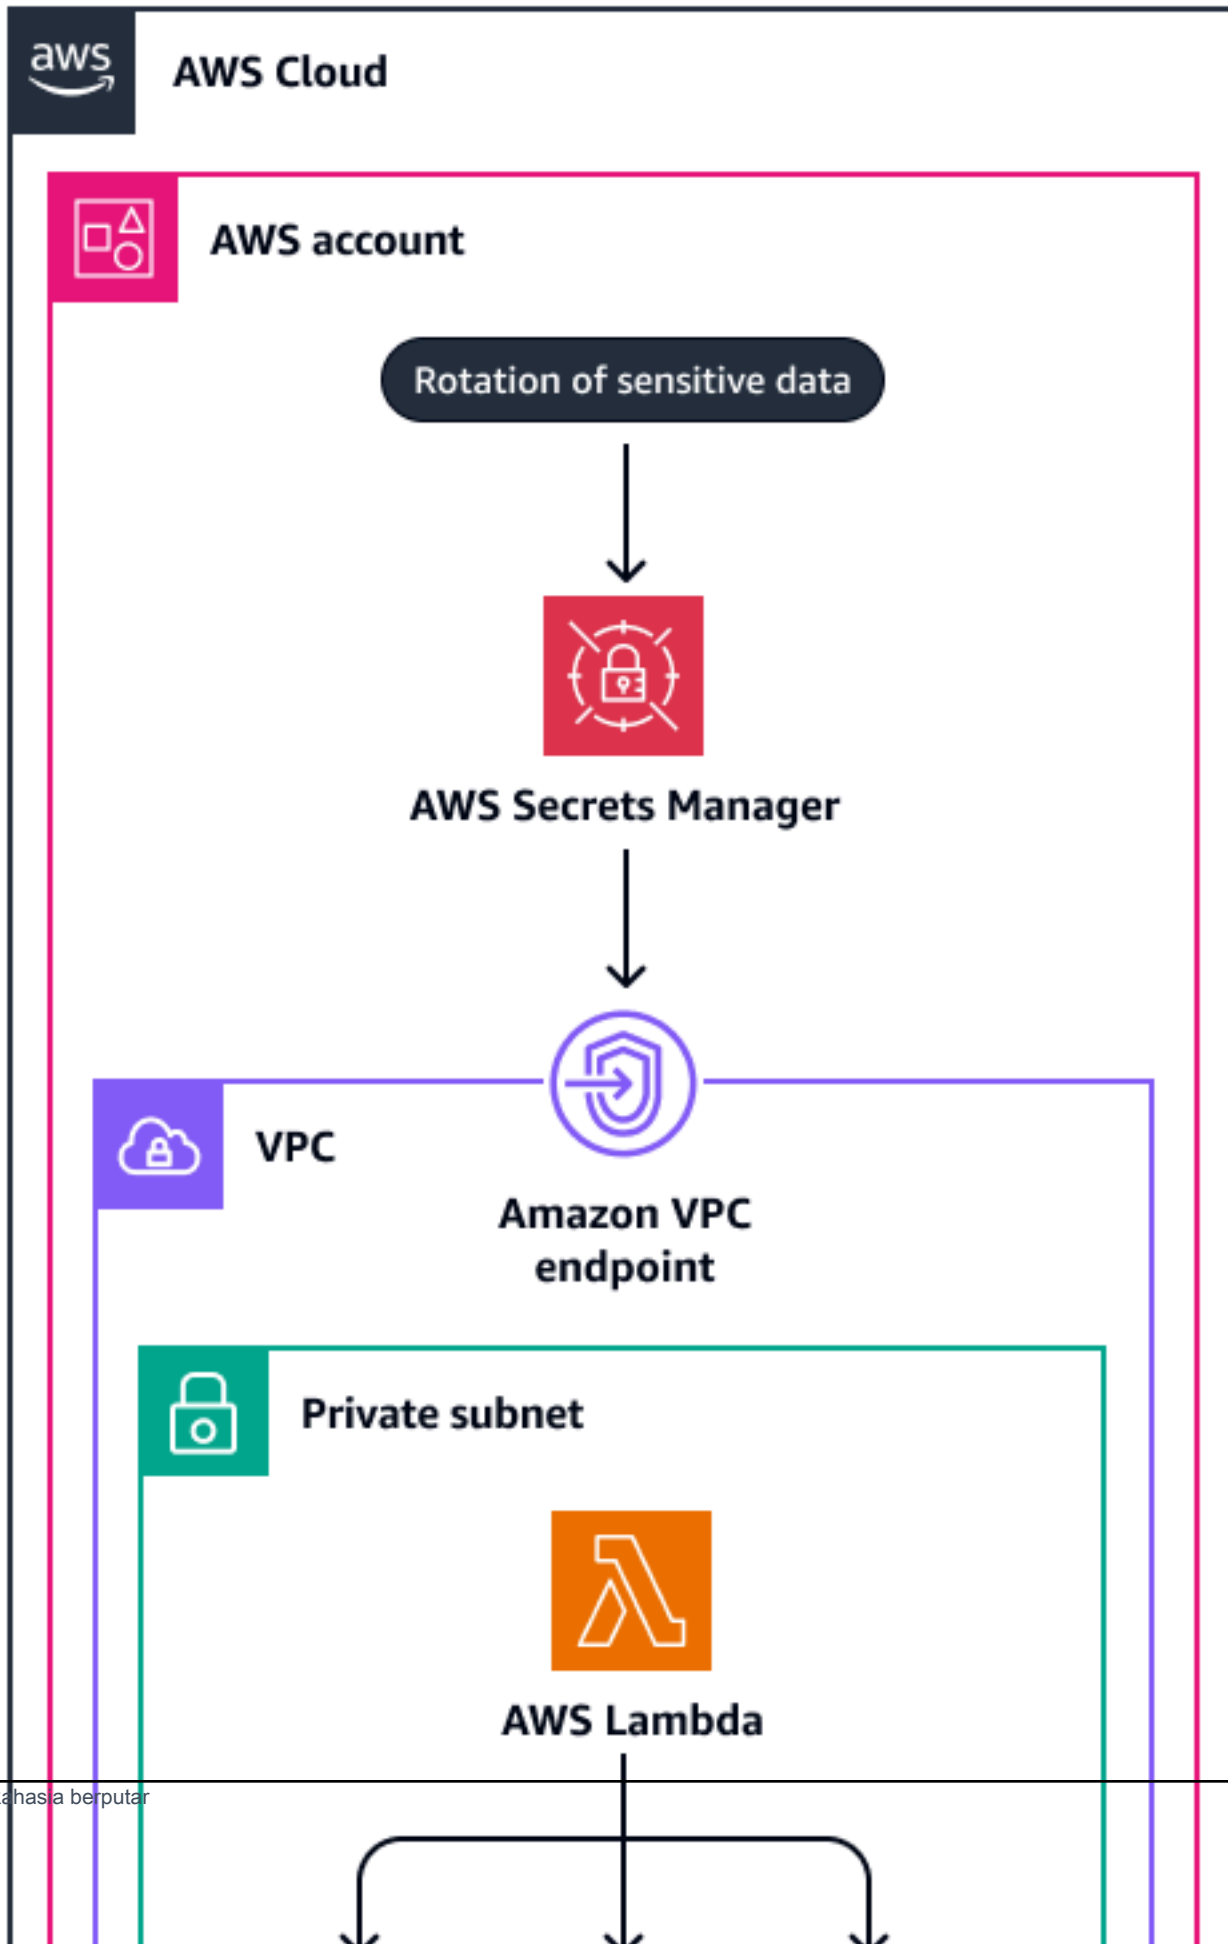 aws
AWS Cloud
AWS account
Rotation of sensitive data
AWS Secrets Manager
VPC
Amazon VPC
endpoint
Private subnet
AWS Lambda
berputar